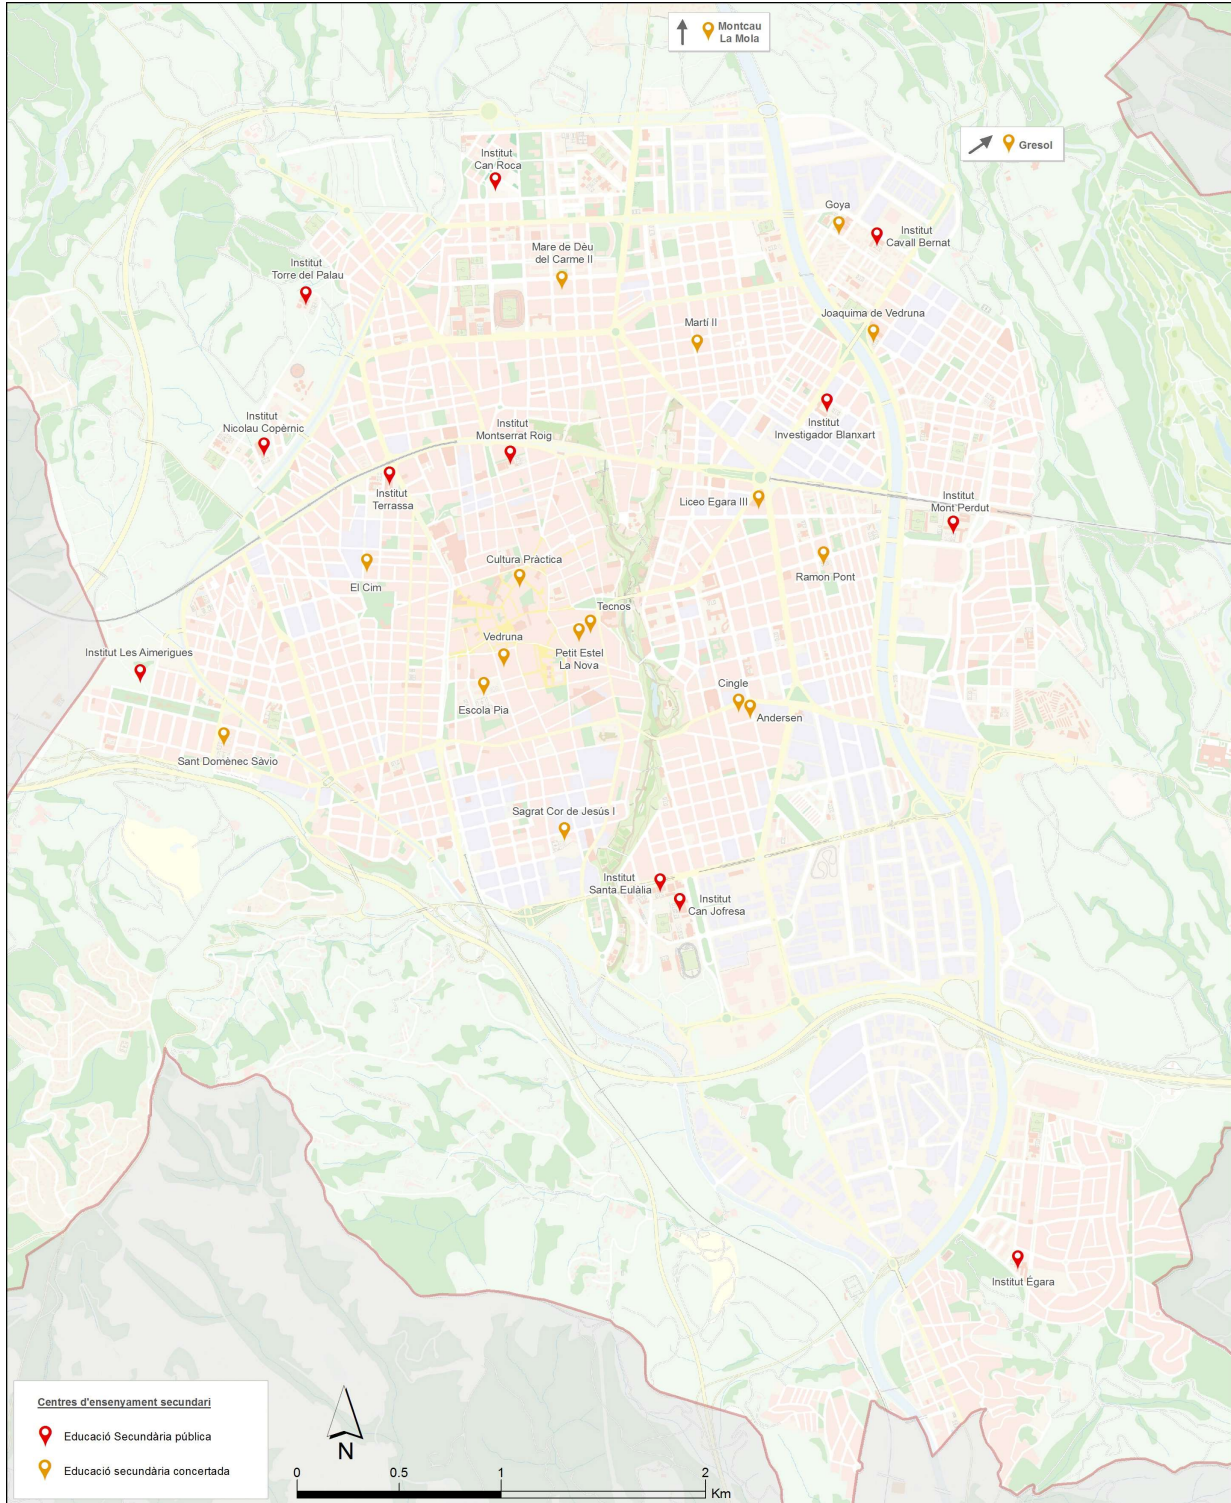 Montcau
La Mola
Gresol
Institut
Can Roca
Goya
Institut
Cavall Bernat
Mare de Dèu
del Carme II
Institut
Torre del Palau
Joaquima de Vedruna
Martí II
Institut
Nicolau Copèrnic
Institut
Montserrat Roig
Institut
Investigador Blanxart
Institut
Terrassa
Liceo Egara III
Institut
Mont Perdut
Cultura Pràctica
El Cim
Ramon Pont
Tecnos
Vedruna
Petit Estel
La Nova
Institut Les Aimerigues
Cingle
Escola Pia
Andersen
Sant Domènec Sàvio
Sagrat Cor de Jesús I
Institut
Santa Eulàlia
Institut
Can Jofresa
Institut Égara
Centres d'ensenyament secundari
Educació Secundària pública
Educació secundària concertada
N
0 0.5 1 2
Km